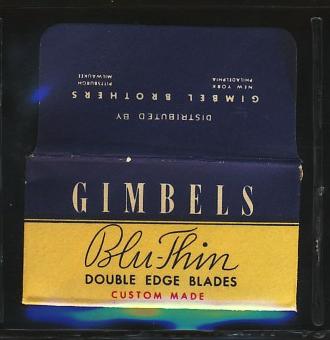 DISTRIBUTED BY
GIMBEL BROTHERS
NEW YORK PITTSBURGH
PHILADELPHIA MILWAUKEE
GIMBELS
Blu-Thin
DOUBLE EDGE BLADES
CUSTOM MADE